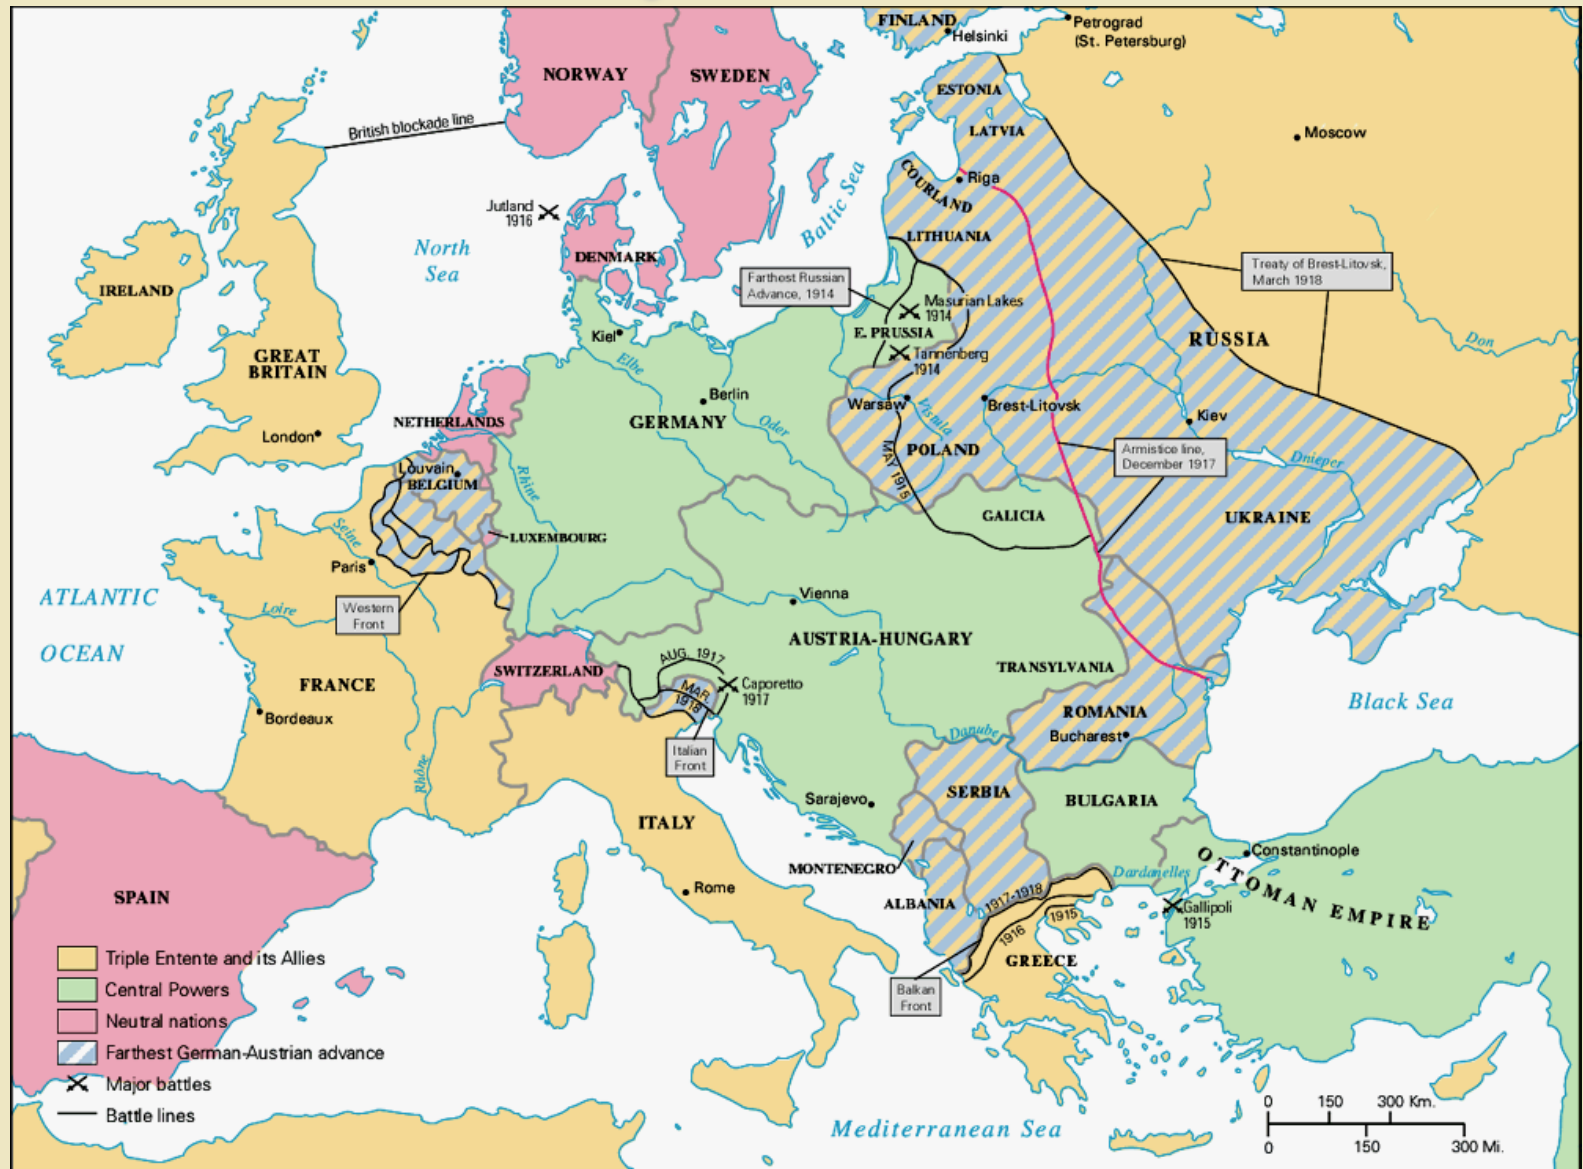 FINLAND
Helsinki
Petrograd
(St. Petersburg)
NORWAY
SWEDEN
ESTONIA
British blockade line
LATVIA
Moscow
COURLAND
Riga
Baltic Sea
Jutland
1916
North
Sea
LITHUANIA
DENMARK
Farthest Russian
Advance, 1914
Treaty of Brest-Litovsk,
March 1918
IRELAND
Masurian Lakes
1914
E. PRUSSIA
Kiel
RUSSIA
Don
GREAT
BRITAIN
Elbe
Tannenberg
1914
Berlin
Warsaw
Vistula
Brest-Litovsk
NETHERLANDS
GERMANY
Oder
Kiev
London
MAY 1915
POLAND
Armistice line,
December 1917
Dnieper
Louvain
BELGIUM
Rhine
Seine
GALICIA
UKRAINE
LUXEMBOURG
Paris
ATLANTIC
OCEAN
Loire
Western
Front
Vienna
AUSTRIA-HUNGARY
AUG. 1917
SWITZERLAND
TRANSYLVANIA
FRANCE
MAR.
1918
Caporetto
1917
Black Sea
Bordeaux
ROMANIA
Bucharest
Danube
Italian
Front
Rhône
Sarajevo
SERBIA
BULGARIA
ITALY
MONTENEGRO
Constantinople
OTTOMAN EMPIRE
Dardanelles
SPAIN
Rome
ALBANIA
1917-1918
1915
1916
Gallipoli
1915
GREECE
Balkan
Front
Triple Entente and its Allies
Central Powers
Neutral nations
Farthest German-Austrian advance
Major battles
Battle lines
Mediterranean Sea
0 150 300 Km.
0 150 300 Mi.